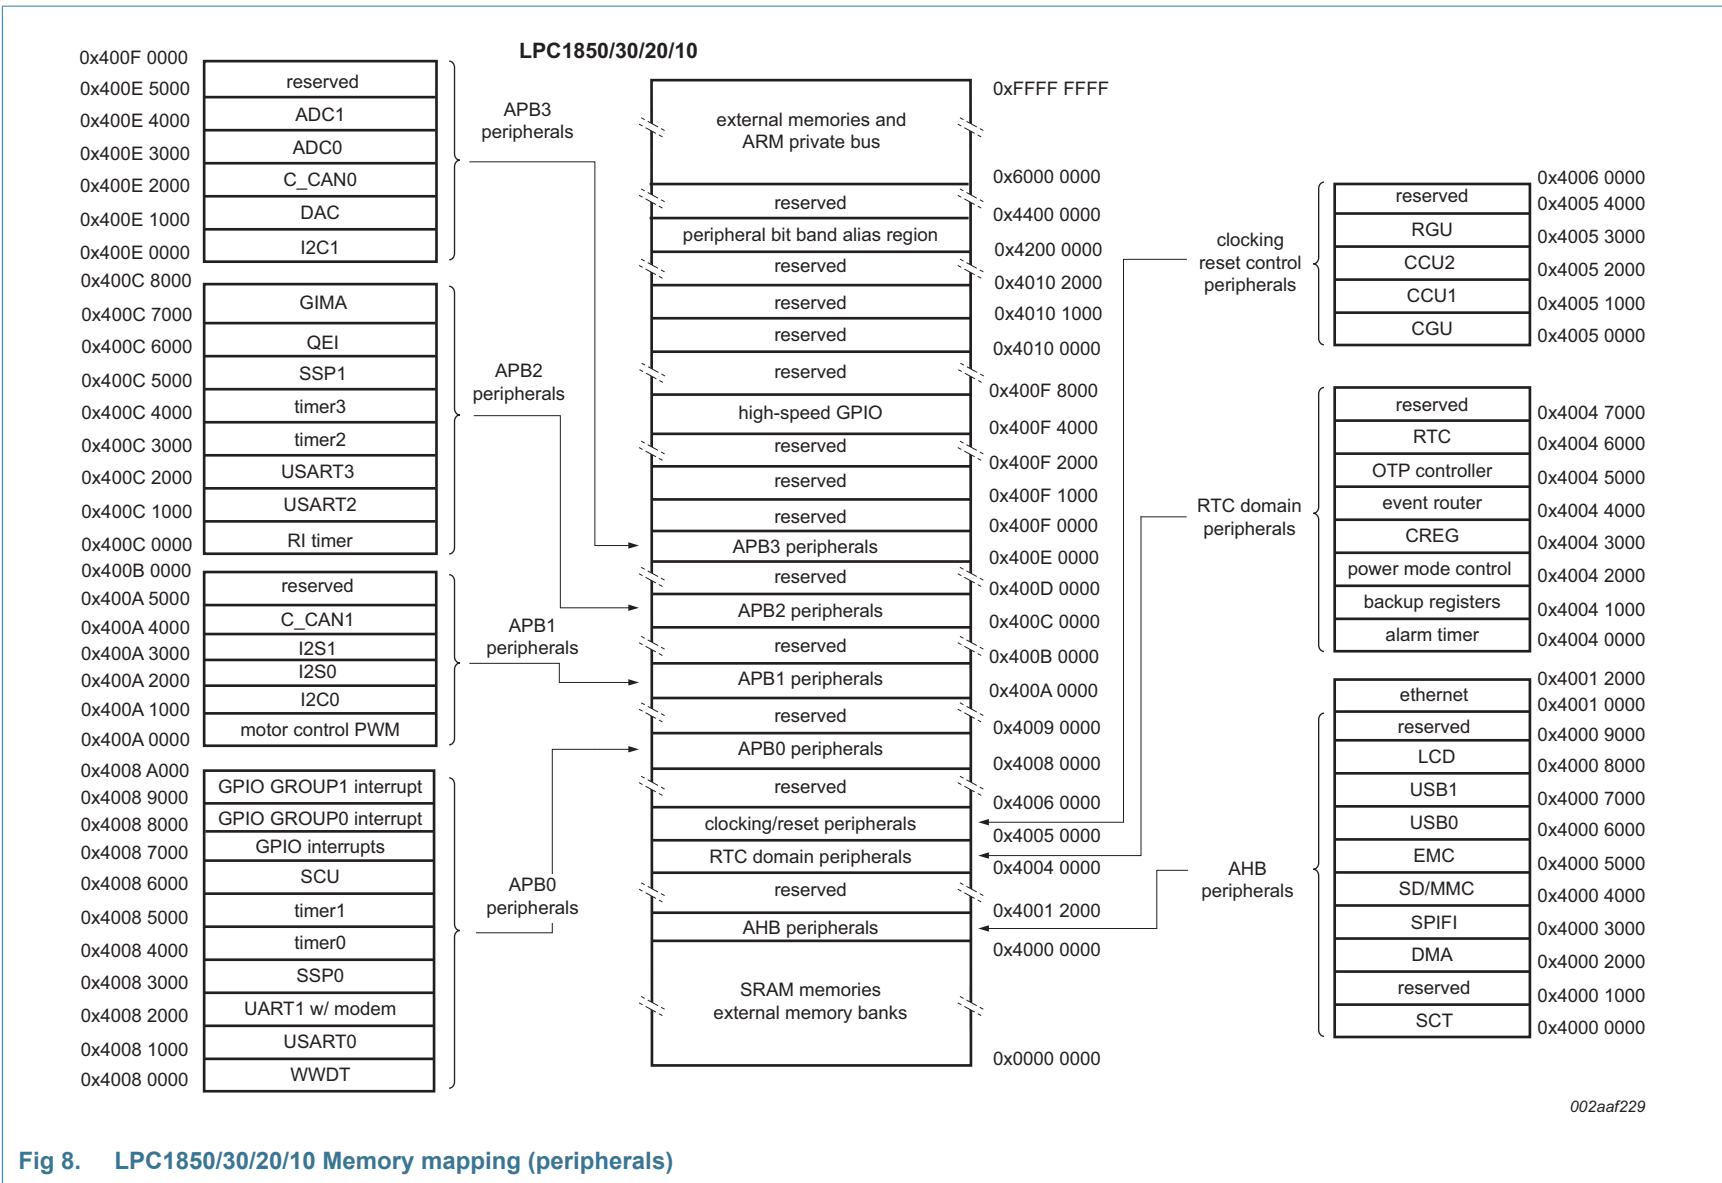 LPC1850/30/20/10
0x400F 0000
reserved
0x400E 5000
ADC1
0x400E 4000
ADC0
0x400E 3000
C_CAN0
0x400E 2000
DAC
0x400E 1000
I2C1
0x400E 0000
APB3
peripherals
0x400C 8000
GIMA
0x400C 7000
QEI
0x400C 6000
SSP1
0x400C 5000
timer3
0x400C 4000
timer2
0x400C 3000
USART3
0x400C 2000
USART2
0x400C 1000
RI timer
0x400C 0000
APB2
peripherals
0x400B 0000
reserved
0x400A 5000
C_CAN1
0x400A 4000
I2S1
0x400A 3000
I2S0
0x400A 2000
I2C0
0x400A 1000
motor control PWM
0x400A 0000
APB1
peripherals
0x4008 A000
GPIO GROUP1 interrupt
0x4008 9000
GPIO GROUP0 interrupt
0x4008 8000
GPIO interrupts
0x4008 7000
SCU
0x4008 6000
timer1
0x4008 5000
timer0
0x4008 4000
SSP0
0x4008 3000
UART1 w/ modem
0x4008 2000
USART0
0x4008 1000
WWDT
0x4008 0000
APB0
peripherals
0xFFFF FFFF
external memories and
ARM private bus
0x6000 0000
reserved
0x4400 0000
peripheral bit band alias region
0x4200 0000
reserved
0x4010 2000
reserved
0x4010 1000
reserved
0x4010 0000
reserved
0x400F 8000
high-speed GPIO
0x400F 4000
reserved
0x400F 2000
reserved
0x400F 1000
reserved
0x400F 0000
APB3 peripherals
0x400E 0000
reserved
0x400D 0000
APB2 peripherals
0x400C 0000
reserved
0x400B 0000
APB1 peripherals
0x400A 0000
reserved
0x4009 0000
APB0 peripherals
0x4008 0000
reserved
0x4006 0000
clocking/reset peripherals
0x4005 0000
RTC domain peripherals
0x4004 0000
reserved
0x4001 2000
AHB peripherals
0x4000 0000
SRAM memories
external memory banks
0x0000 0000
clocking
reset control
peripherals
0x4006 0000
reserved
0x4005 4000
RGU
0x4005 3000
CCU2
0x4005 2000
CCU1
0x4005 1000
CGU
0x4005 0000
RTC domain
peripherals
reserved
0x4004 7000
RTC
0x4004 6000
OTP controller
0x4004 5000
event router
0x4004 4000
CREG
0x4004 3000
power mode control
0x4004 2000
backup registers
0x4004 1000
alarm timer
0x4004 0000
AHB
peripherals
0x4001 2000
ethernet
0x4001 0000
reserved
0x4000 9000
LCD
0x4000 8000
USB1
0x4000 7000
USB0
0x4000 6000
EMC
0x4000 5000
SD/MMC
0x4000 4000
SPIFI
0x4000 3000
DMA
0x4000 2000
reserved
0x4000 1000
SCT
0x4000 0000
002aaf229
Fig 8. LPC1850/30/20/10 Memory mapping (peripherals)